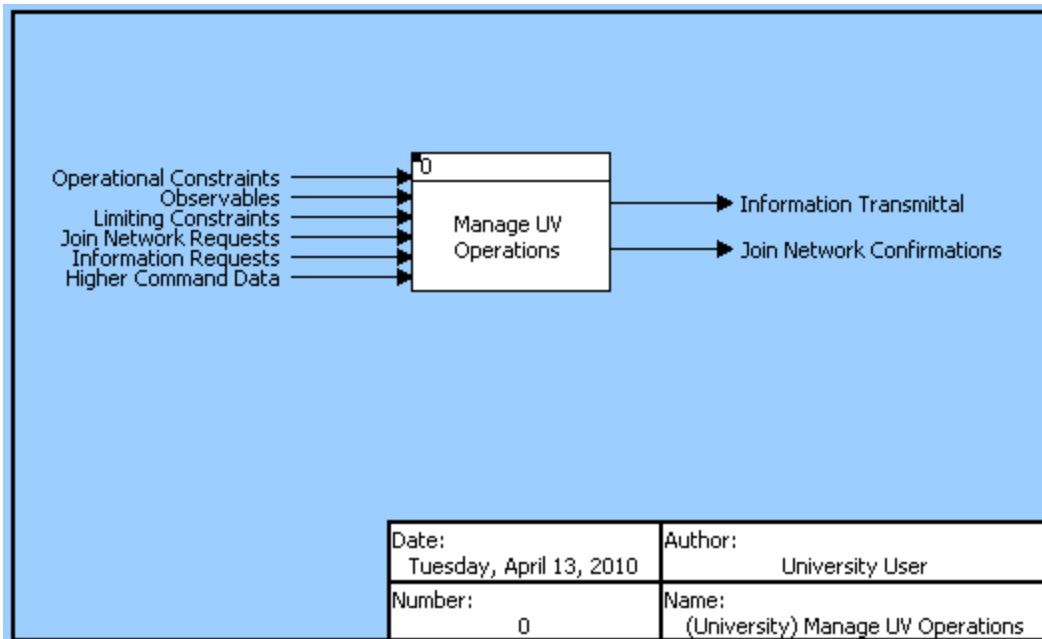 Operational Constraints
Observables
Limiting Constraints
Join Network Requests
Information Requests
Higher Command Data
0
Manage UV
Operations
Information Transmittal
Join Network Confirmations
Date:
Tuesday, April 13, 2010
Author:
University User
Number:
0
Name:
(University) Manage UV Operations